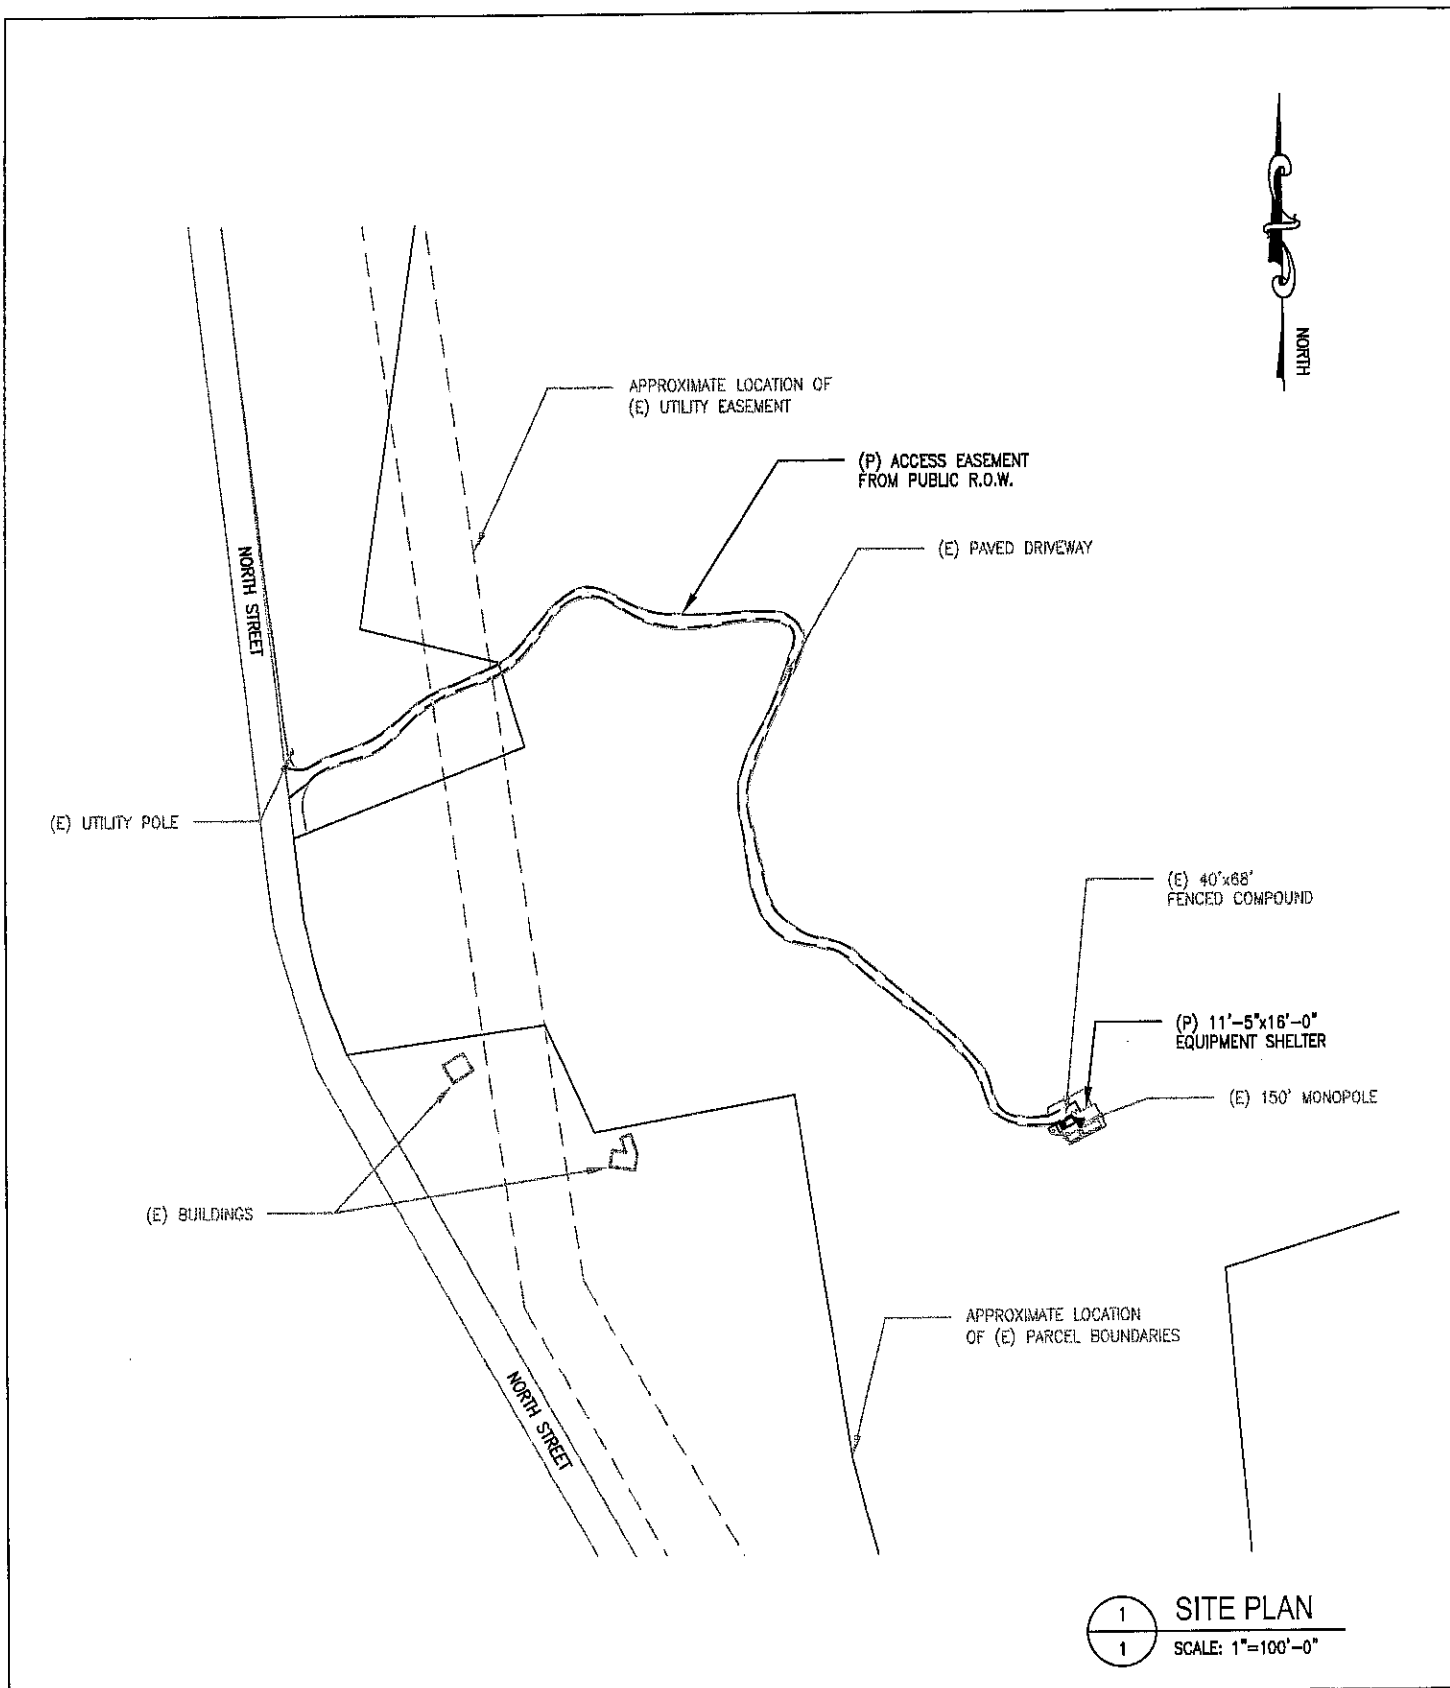 NORTH
APPROXIMATE LOCATION OF
(E) UTILITY EASEMENT
(P) ACCESS EASEMENT
FROM PUBLIC R.O.W.
(E) PAVED DRIVEWAY
NORTH STREET
(E) UTILITY POLE
(E) 40'x68'
FENCED COMPOUND
(P) 11'-5"x16'-0"
EQUIPMENT SHELTER
(E) 150' MONOPOLE
(E) BUILDINGS
APPROXIMATE LOCATION
OF (E) PARCEL BOUNDARIES
NORTH STREET
1
SITE PLAN
1
SCALE: 1"=100'-0"